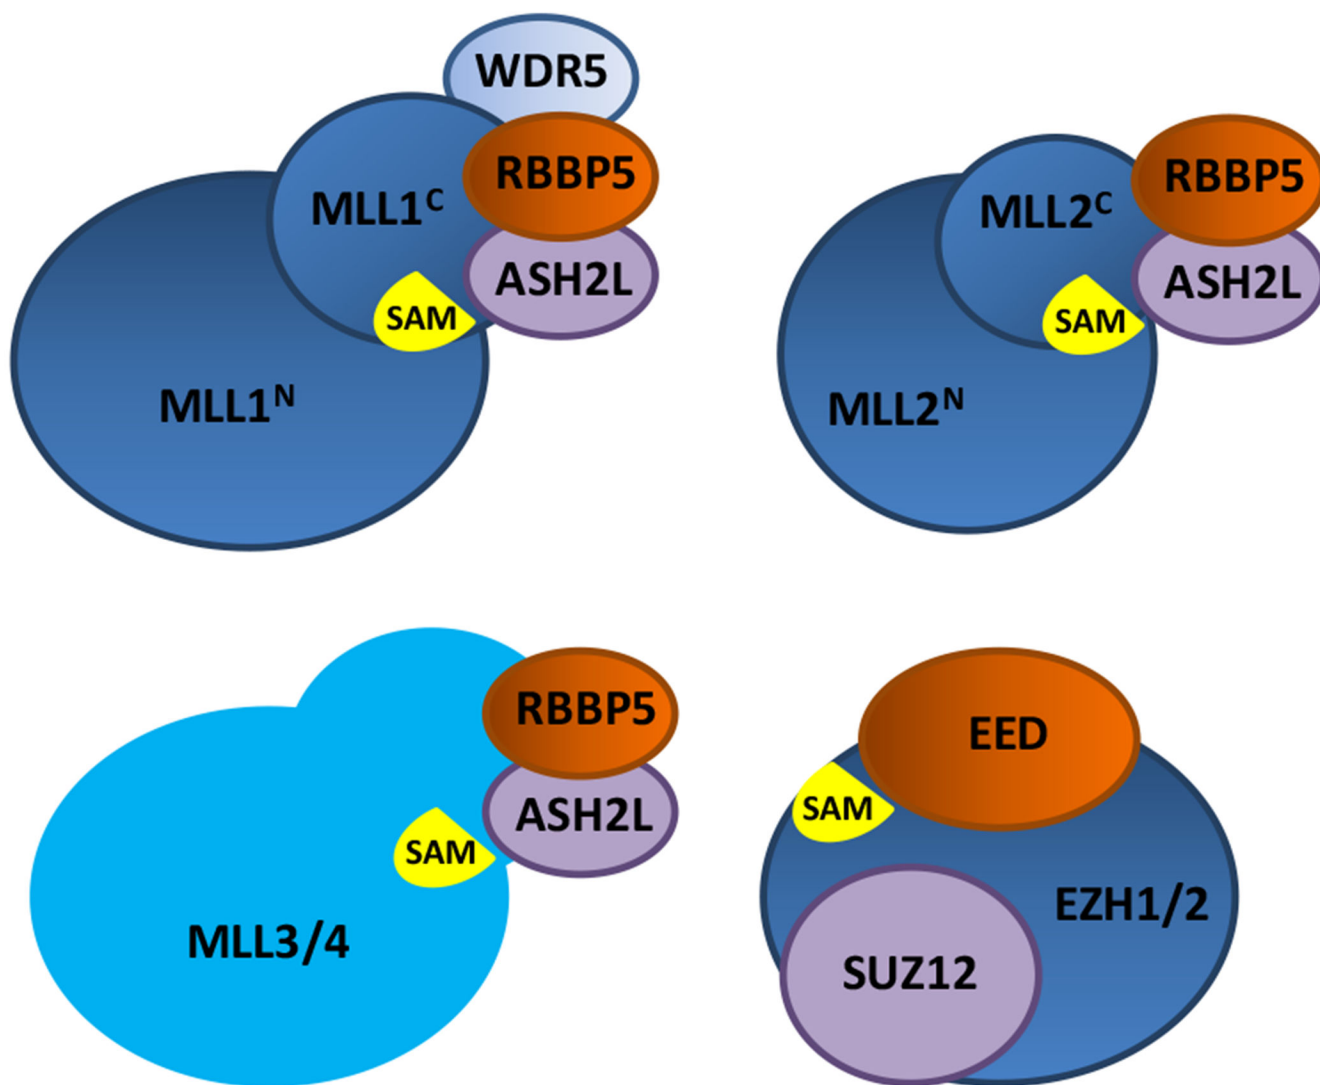 WDR5
RBBP5
MLL1ᶜ
ASH2L
SAM
MLL1ᴺ
RBBP5
MLL2ᶜ
ASH2L
SAM
MLL2ᴺ
RBBP5
ASH2L
SAM
MLL3/4
EED
SAM
EZH1/2
SUZ12